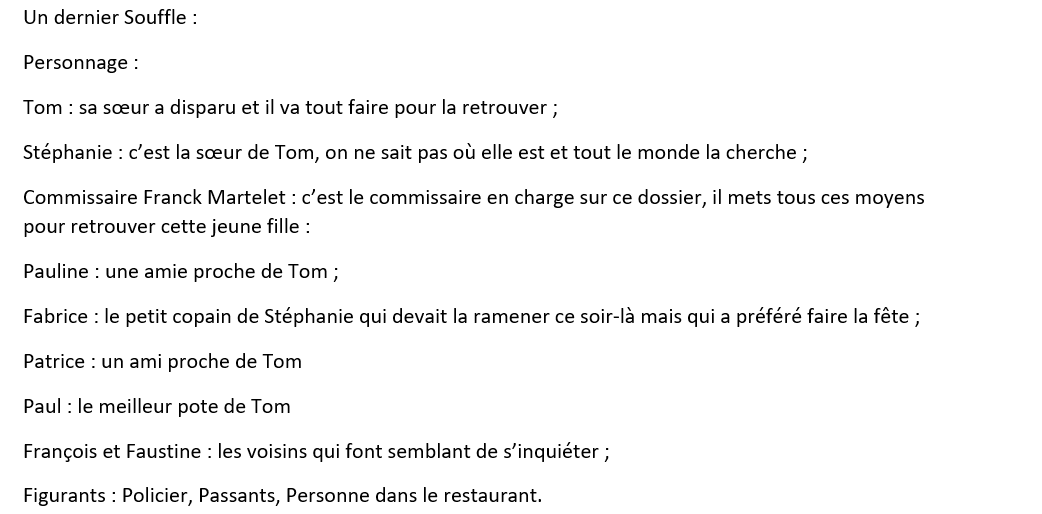 Un dernier Souffle :
Personnage :
Tom : sa sœur a disparu et il va tout faire pour la retrouver ;
Stéphanie : c’est la sœur de Tom, on ne sait pas où elle est et tout le monde la cherche ;
Commissaire Franck Martelet : c’est le commissaire en charge sur ce dossier, il mets tous ces moyens
pour retrouver cette jeune fille :
Pauline : une amie proche de Tom ;
Fabrice : le petit copain de Stéphanie qui devait la ramener ce soir-là mais qui a préféré faire la fête ;
Patrice : un ami proche de Tom
Paul : le meilleur pote de Tom
François et Faustine : les voisins qui font semblant de s’inquiéter ;
Figurants : Policier, Passants, Personne dans le restaurant.